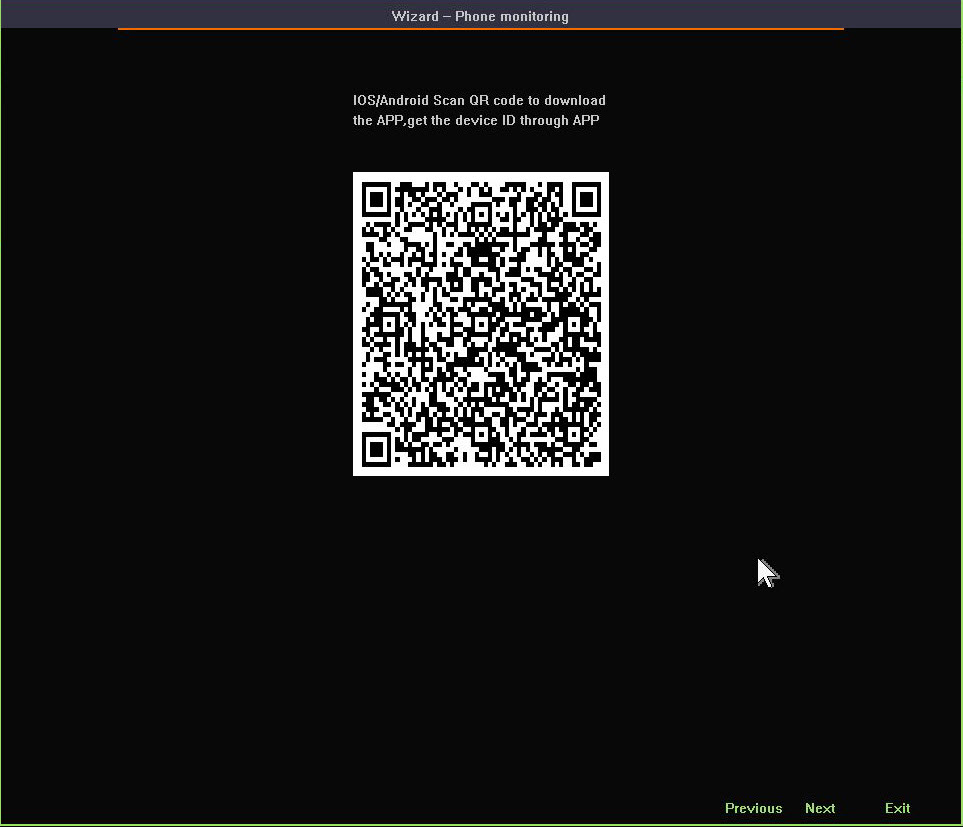 Wizard – Phone monitoring
IOS/Android Scan QR code to download
the APP,get the device ID through APP
Previous Next Exit